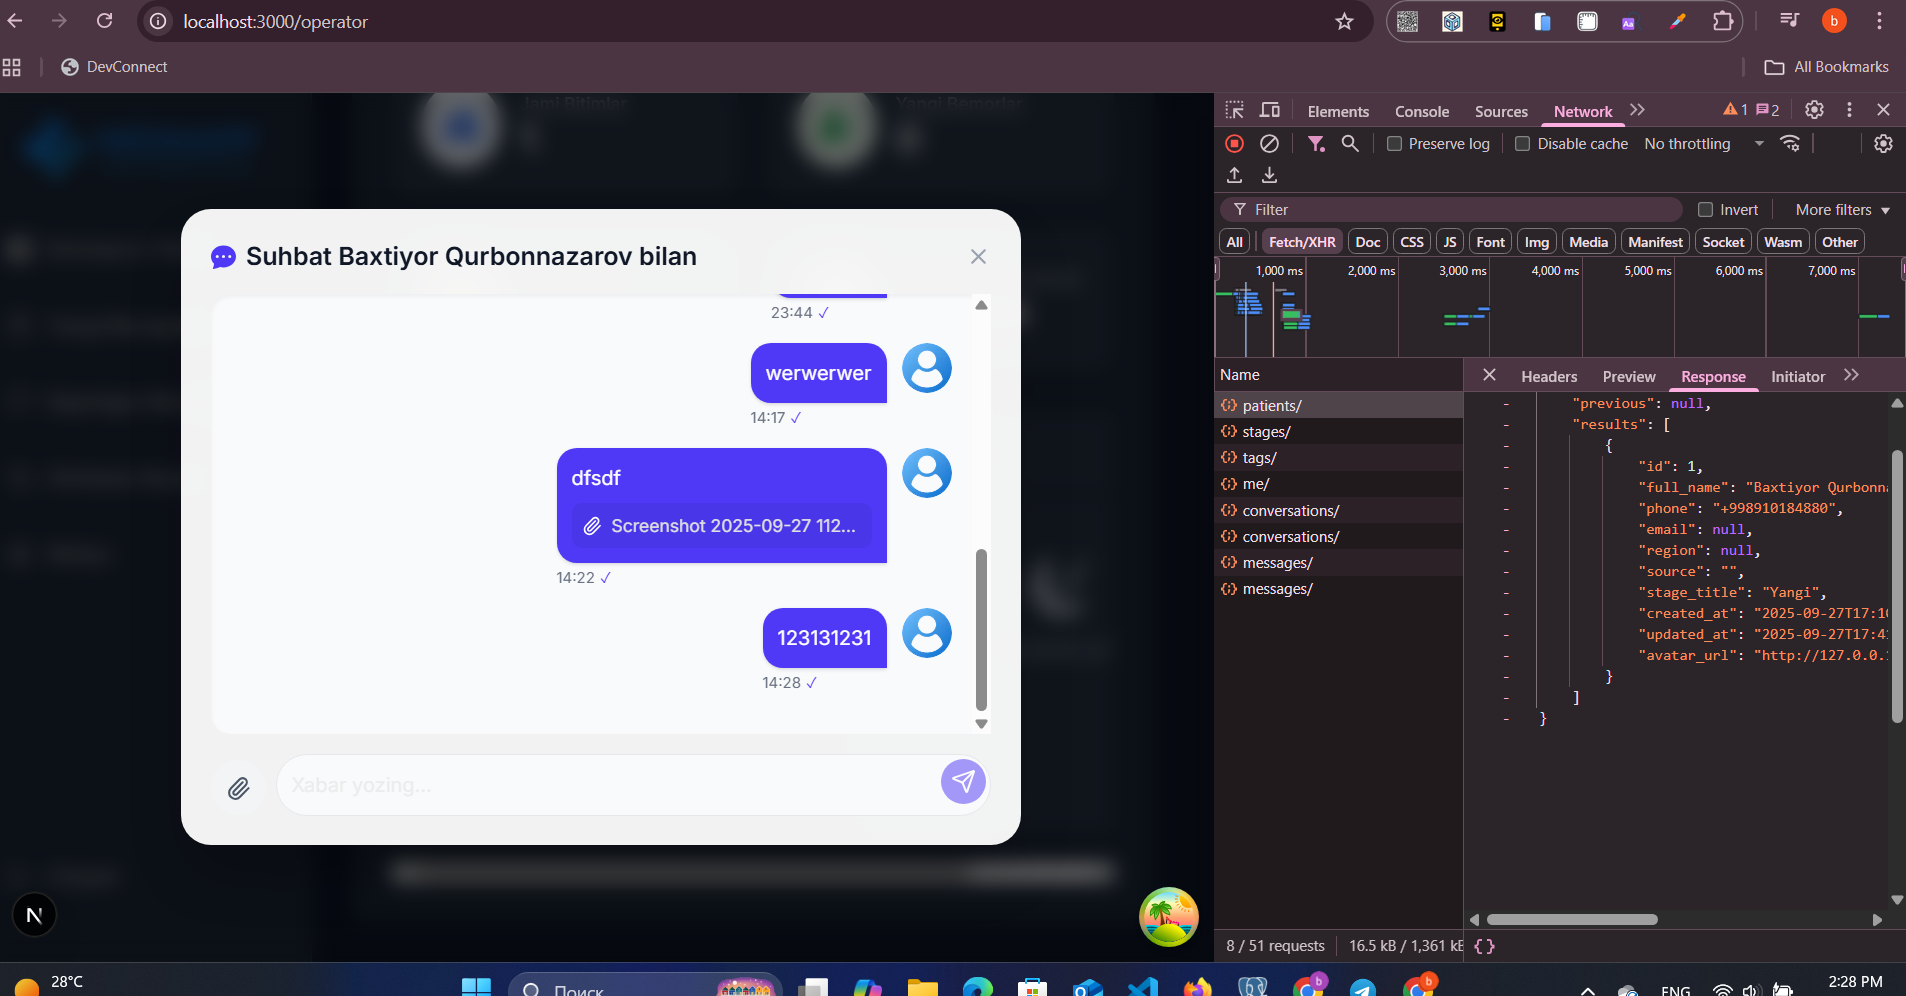 localhost:3000/operator
b
DevConnect
All Bookmarks
Jami Bitimlar
Yangi Bemorlar
Suhbat Baxtiyor Qurbonnazarov bilan
23:44 ✓
werwerwer
14:17 ✓
dfsdf
Screenshot 2025-09-27 112...
14:22 ✓
123131231
14:28 ✓
Xabar yozing...
N
Elements Console Sources Network 1 2
Preserve log Disable cache No throttling
Filter Invert More filters
All Fetch/XHR Doc CSS JS Font Img Media Manifest Socket Wasm Other
1,000 ms 2,000 ms 3,000 ms 4,000 ms 5,000 ms 6,000 ms 7,000 ms
Name
patients/
stages/
tags/
me/
conversations/
conversations/
messages/
messages/
Headers Preview Response Initiator
- "previous": null,
- "results": [
- {
- "id": 1,
- "full_name": "Baxtiyor Qurbonna
- "phone": "+998910184880",
- "email": null,
- "region": null,
- "source": "",
- "stage_title": "Yangi",
- "created_at": "2025-09-27T17:10
- "updated_at": "2025-09-27T17:41
- "avatar_url": "http://127.0.0.1
- }
- ]
- }
8 / 51 requests 16.5 kB / 1,361 kB
{ }
28°C
Поиск
b
b
ENG
2:28 PM